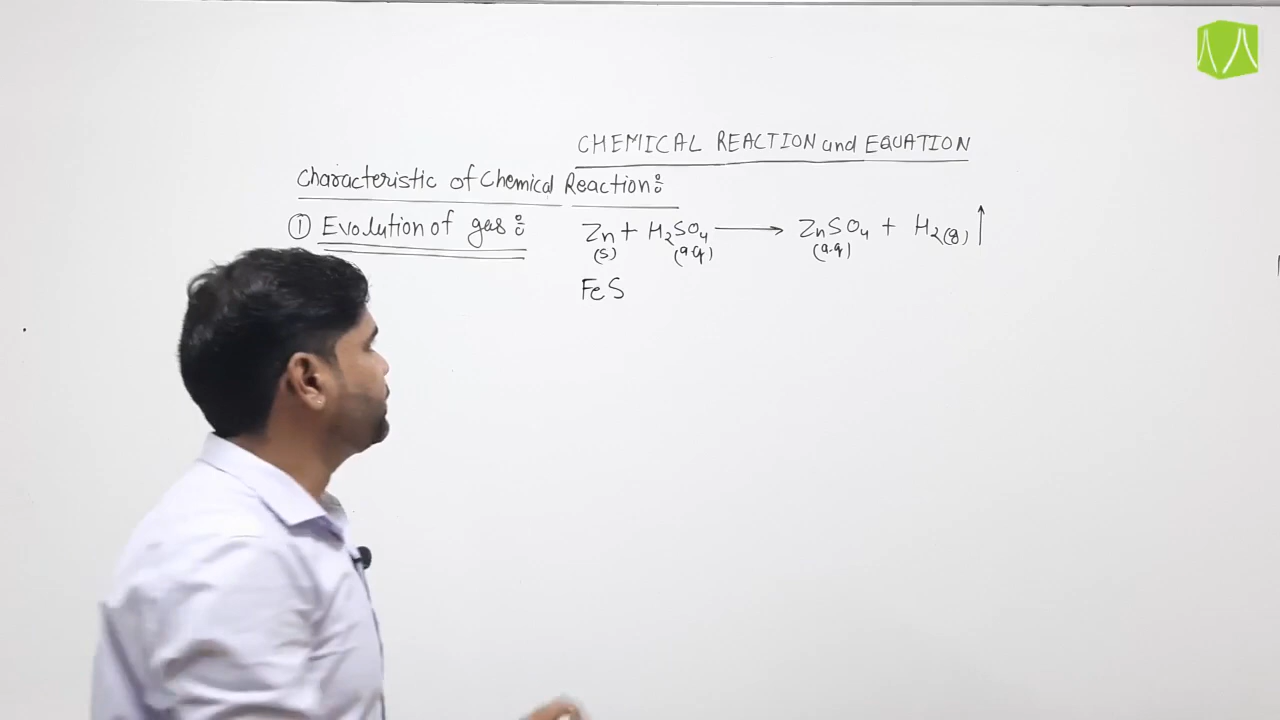 CHEMICAL REACTION and EQUATION
Characteristic of Chemical Reaction:
① Evolution of gas: Zn + H₂SO₄ ⟶ ZnSO₄ + H₂(g) ↑
(s) (aq) (aq)
FeS